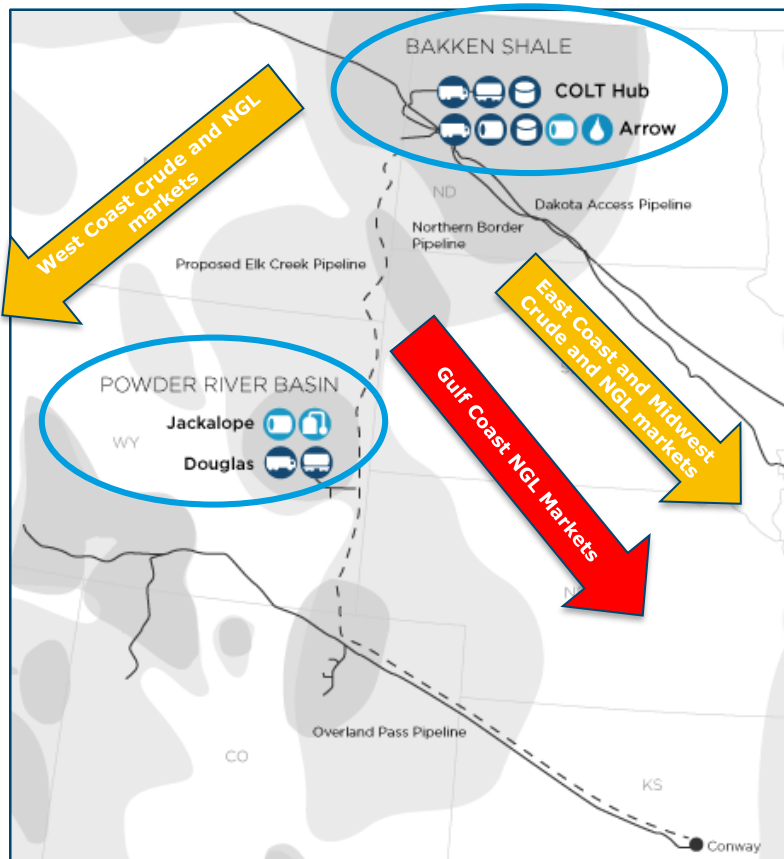 BAKKEN SHALE
COLT Hub
Arrow
West Coast Crude and NGL
markets
ND
Dakota Access Pipeline
Northern Border
Pipeline
Proposed Elk Creek Pipeline
East Coast and Midwest
Crude and NGL markets
Gulf Coast NGL Markets
POWDER RIVER BASIN
Jackalope
WY
Douglas
Overland Pass Pipeline
CO
KS
Conway